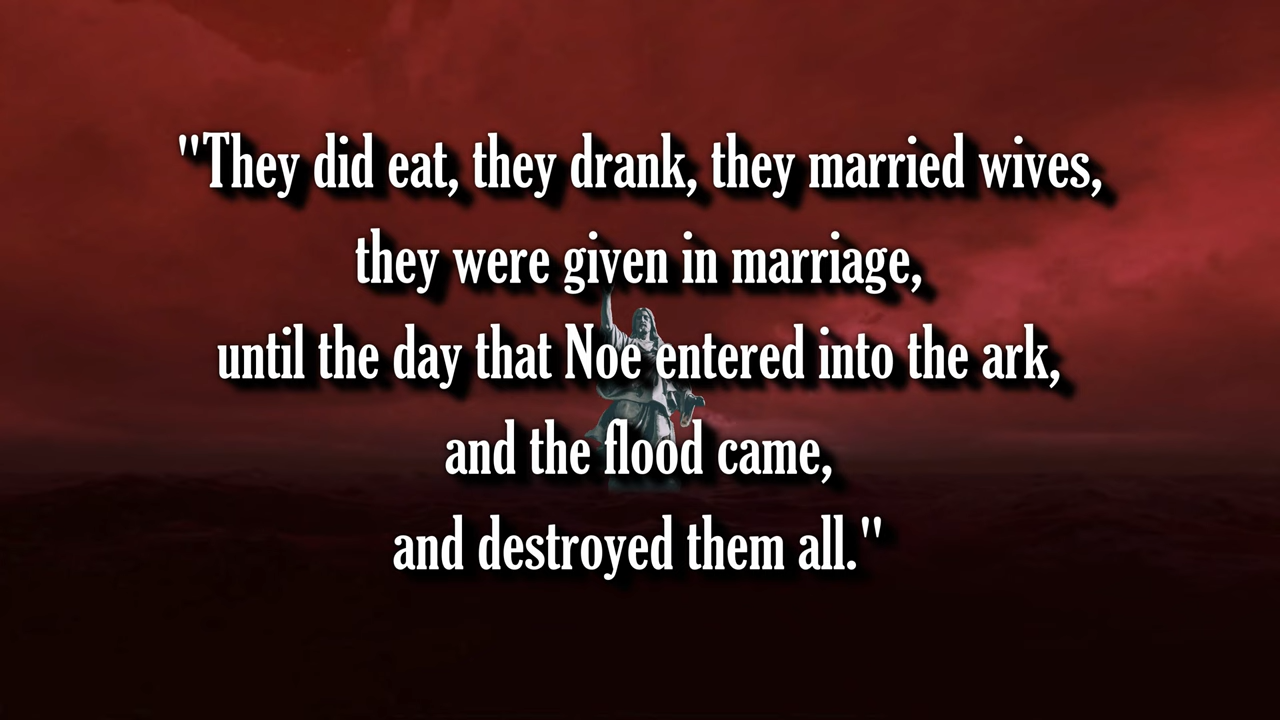 "They did eat, they drank, they married wives,
they were given in marriage,
until the day that Noe entered into the ark,
and the flood came,
and destroyed them all."